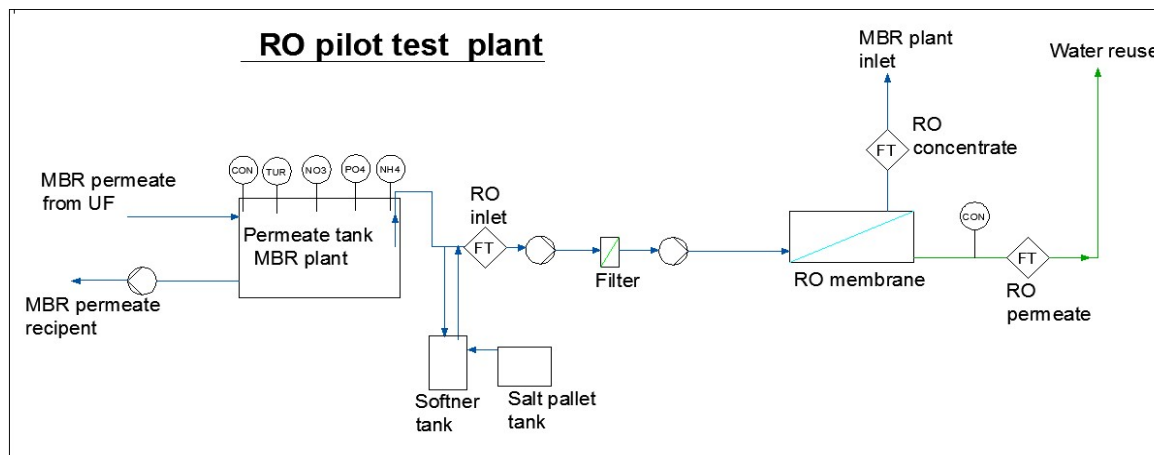 RO pilot test plant
MBR plant
inlet
Water reuse
RO
concentrate
FT
CON
TUR
NO3
PO4
NH4
MBR permeate
from UF
RO
inlet
FT
CON
Permeate tank
MBR plant
Filter
RO membrane
FT
RO
permeate
MBR permeate
recipent
Softner
tank
Salt pallet
tank